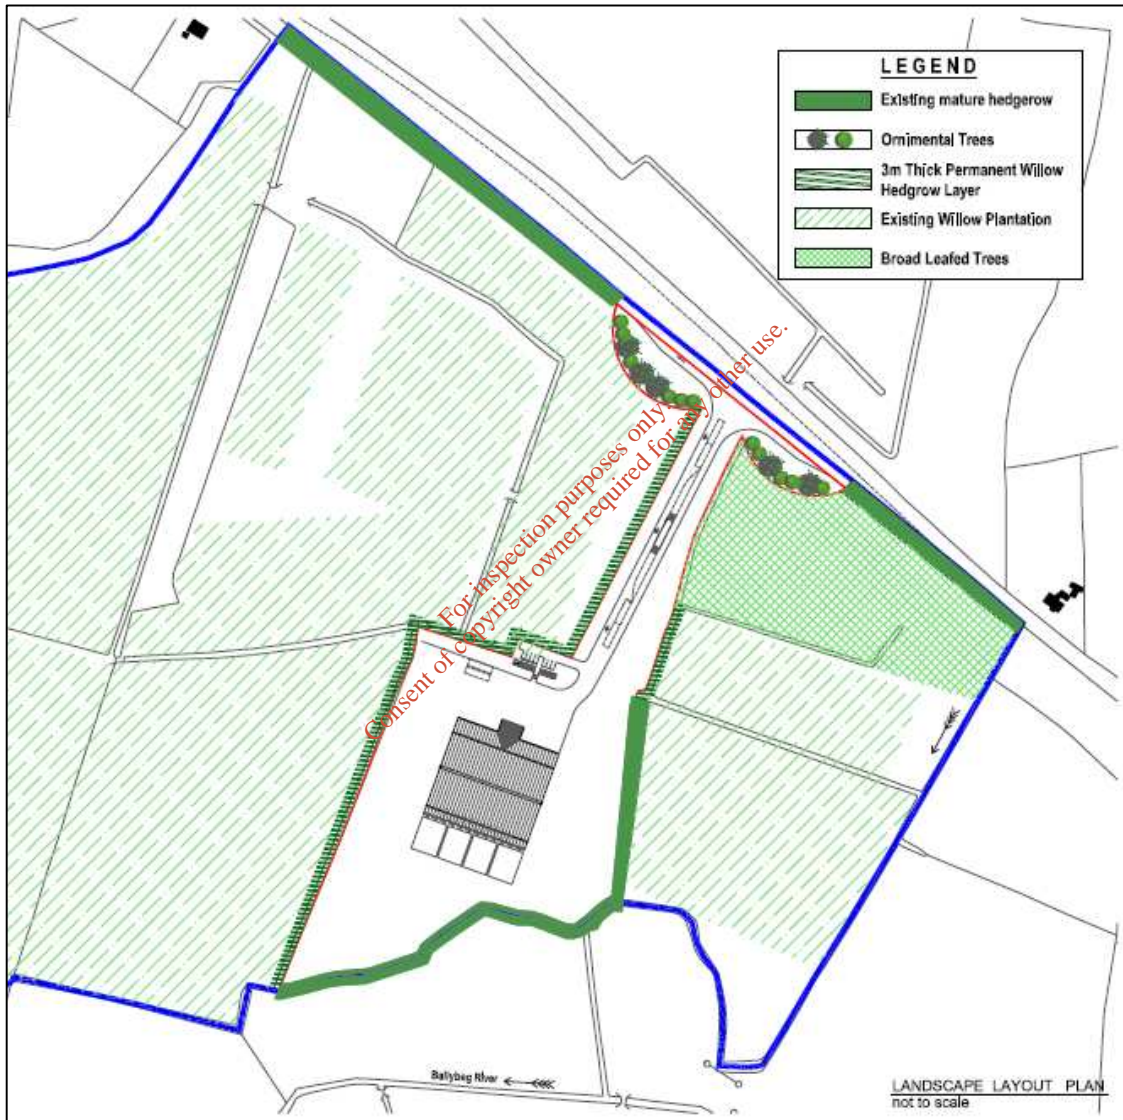 LEGEND
Existing mature hedgerow
Ornimental Trees
3m Thick Permanent Willow
Hedgrow Layer
Existing Willow Plantation
Broad Leafed Trees
For inspection purposes only.
Consent of copyright owner required for any other use.
Ballybeg River
LANDSCAPE LAYOUT PLAN
not to scale